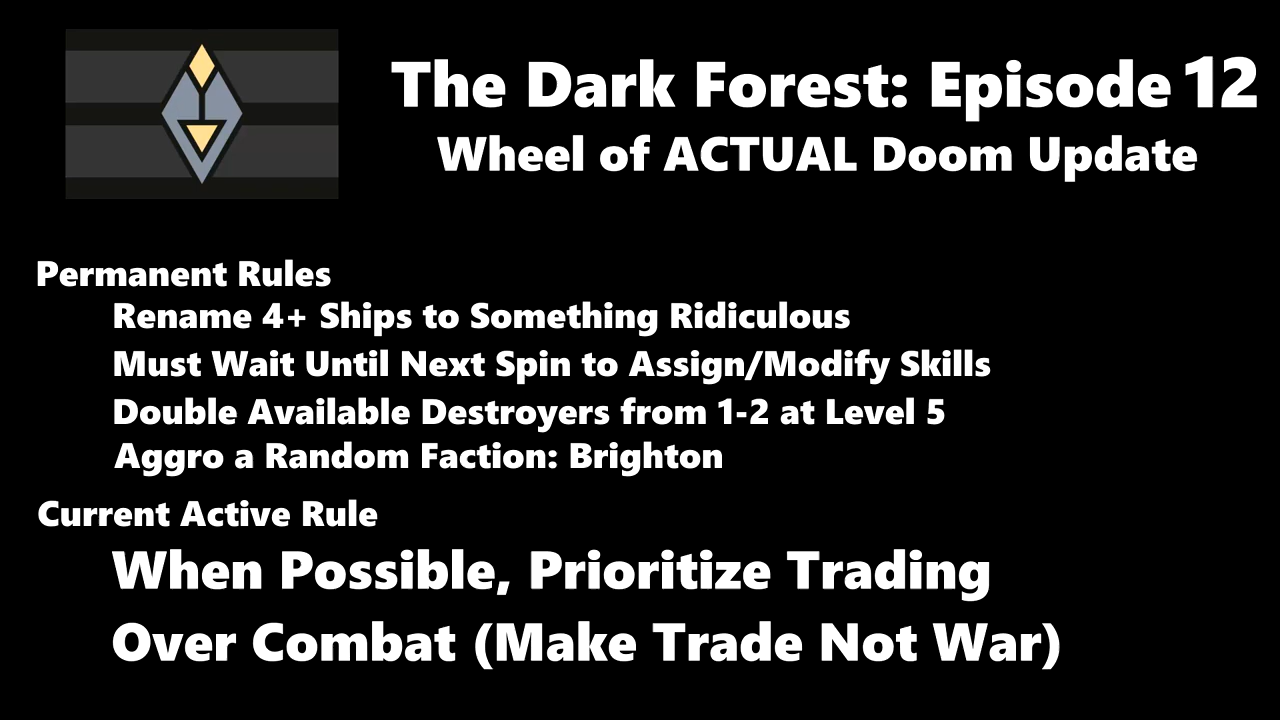 The Dark Forest: Episode 12
Wheel of ACTUAL Doom Update
Permanent Rules
Rename 4+ Ships to Something Ridiculous
Must Wait Until Next Spin to Assign/Modify Skills
Double Available Destroyers from 1-2 at Level 5
Aggro a Random Faction: Brighton
Current Active Rule
When Possible, Prioritize Trading
Over Combat (Make Trade Not War)